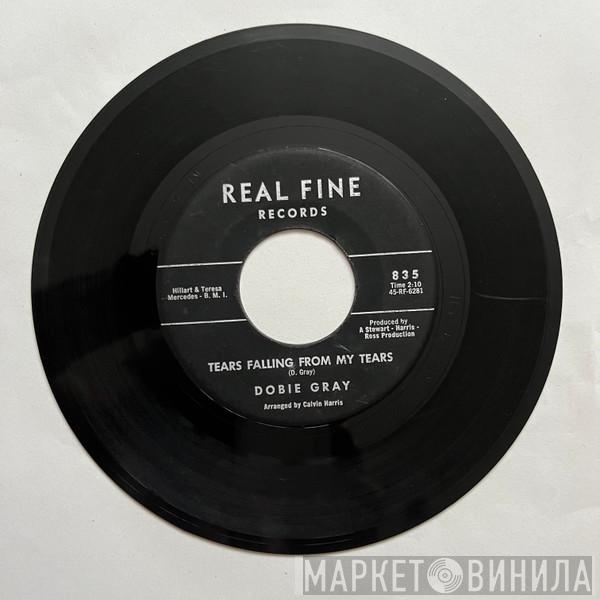 REAL FINE
RECORDS
Hillart & Teresa
Mercedes - B. M. I.
835
Time 2:10
45-RF-6281
Produced by
A Stewart - Harris -
Ross Production
TEARS FALLING FROM MY TEARS
(D. Gray)
DOBIE GRAY
Arranged by Calvin Harris
МАРКЕТ ВИНИЛА